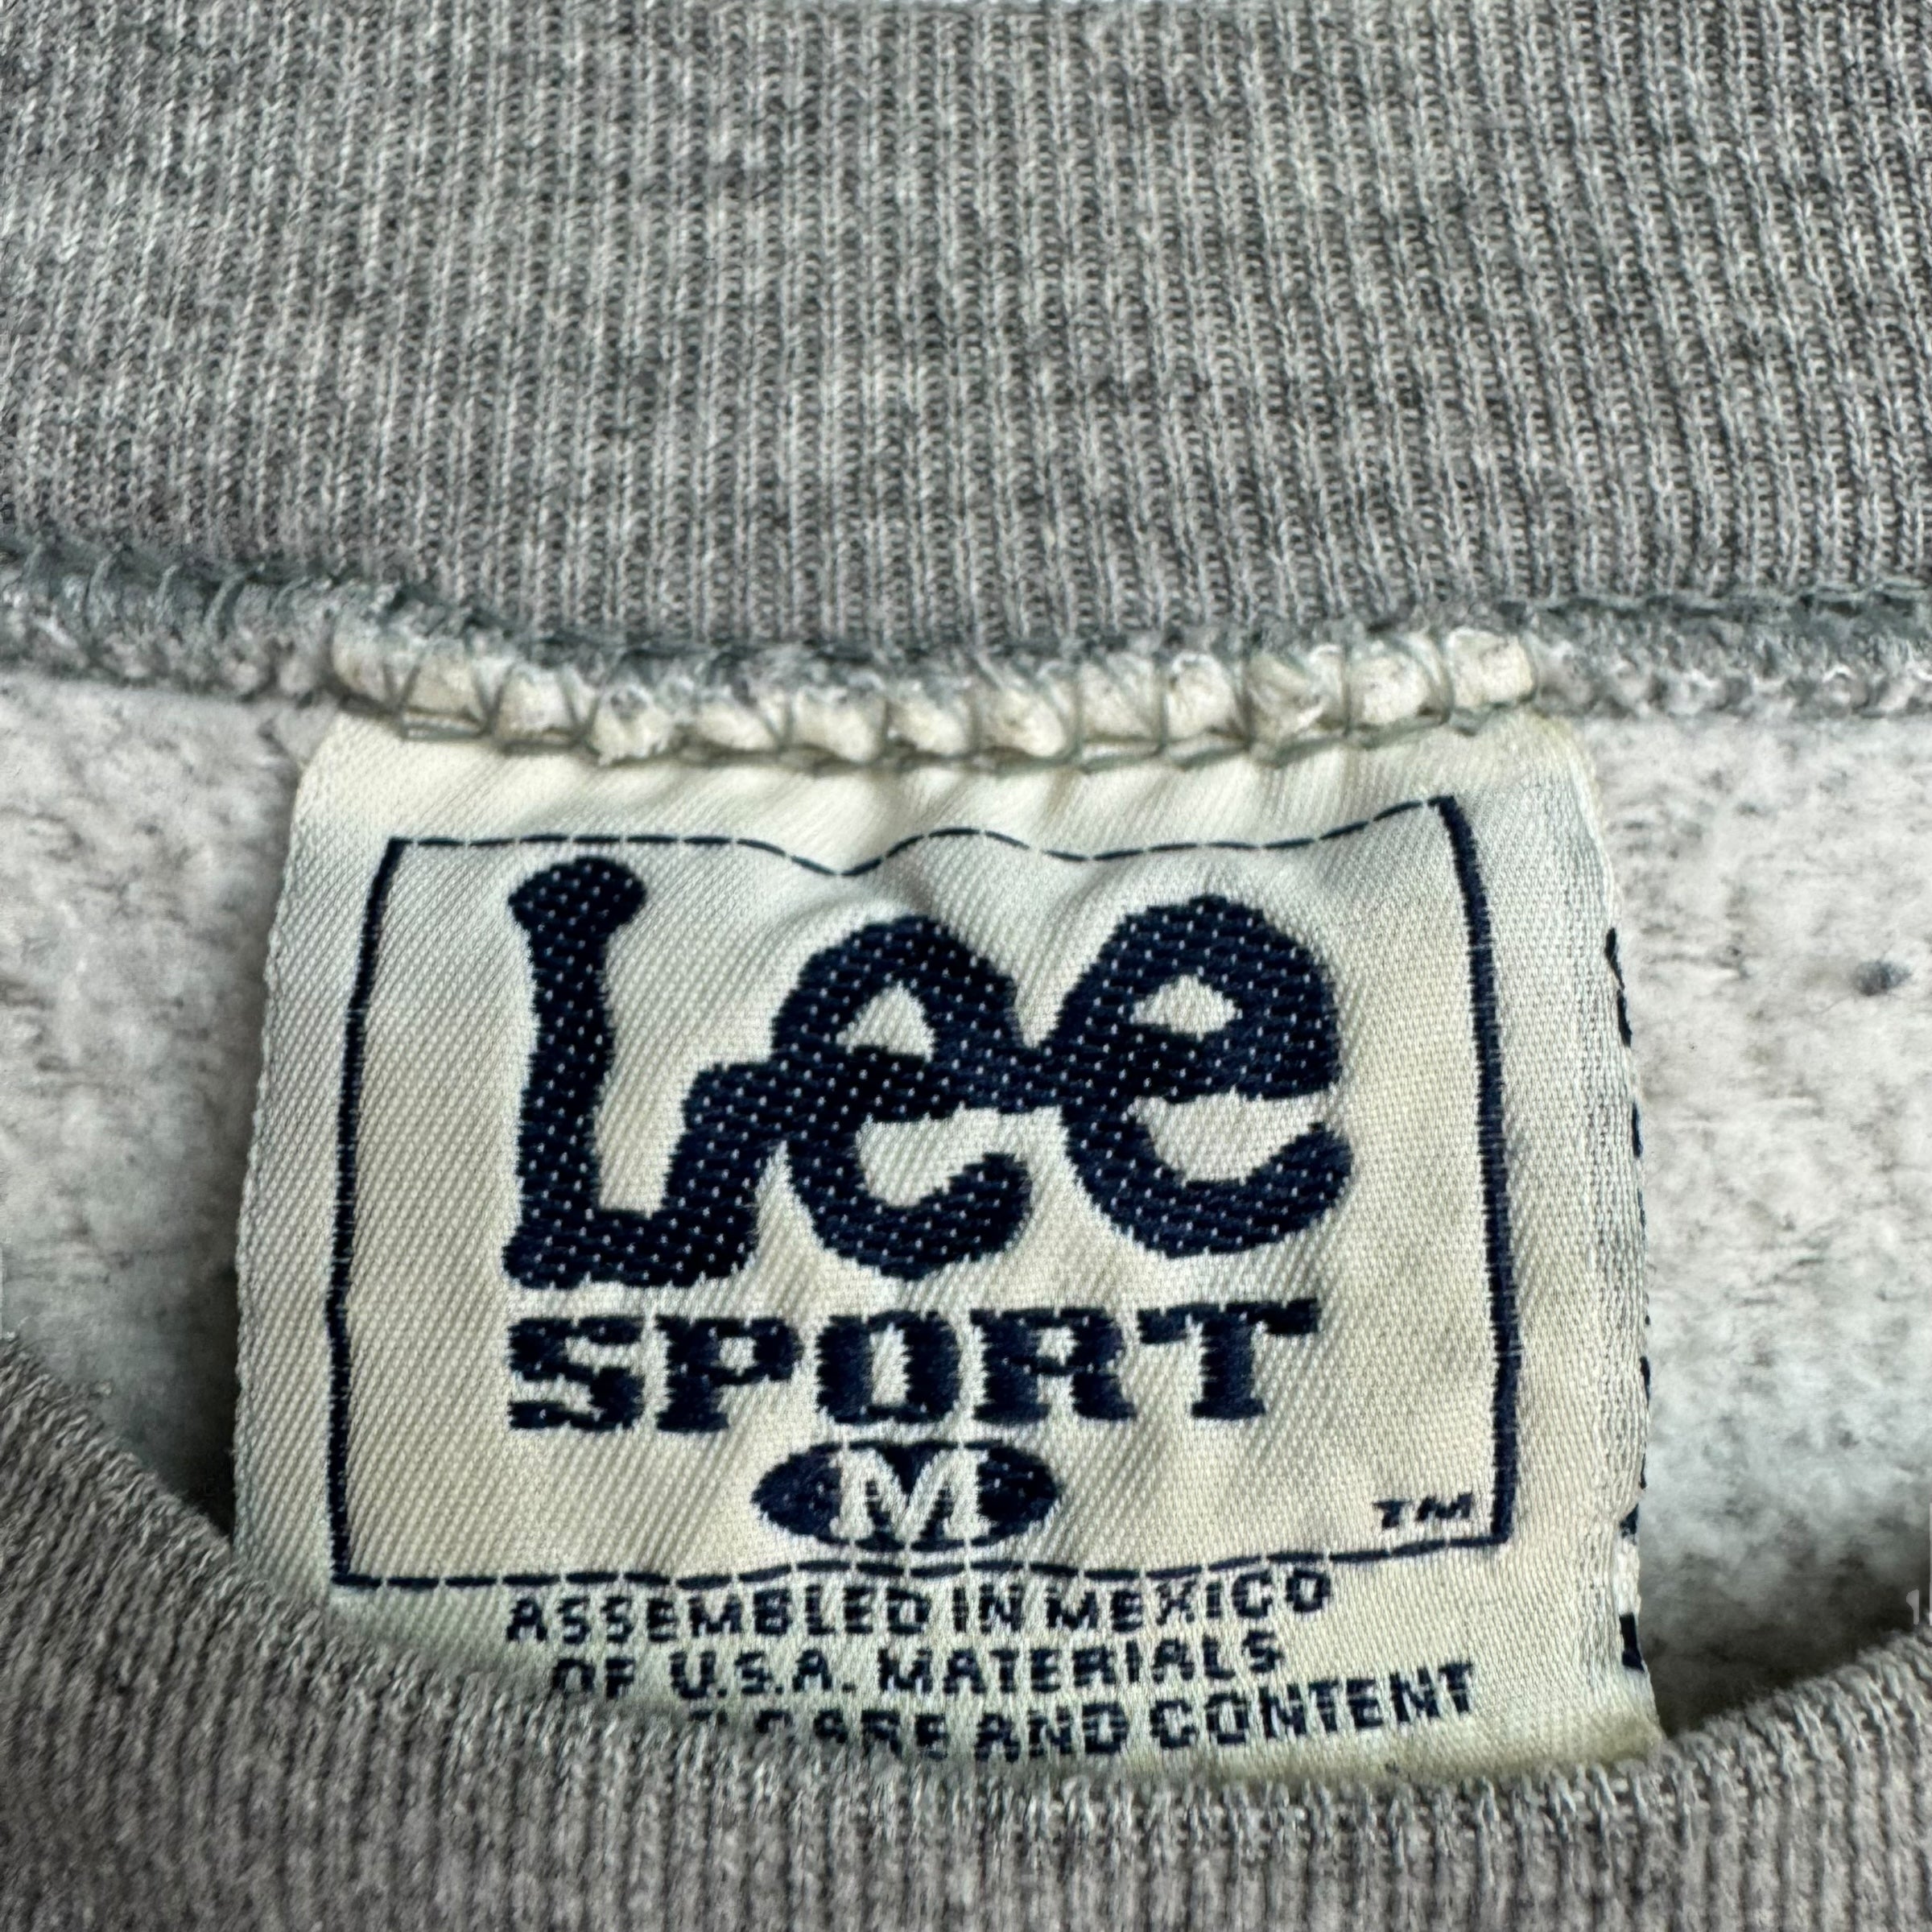 Lee
SPORT
M
TM
ASSEMBLED IN MEXICO
OF U.S.A. MATERIALS
CARE AND CONTENT